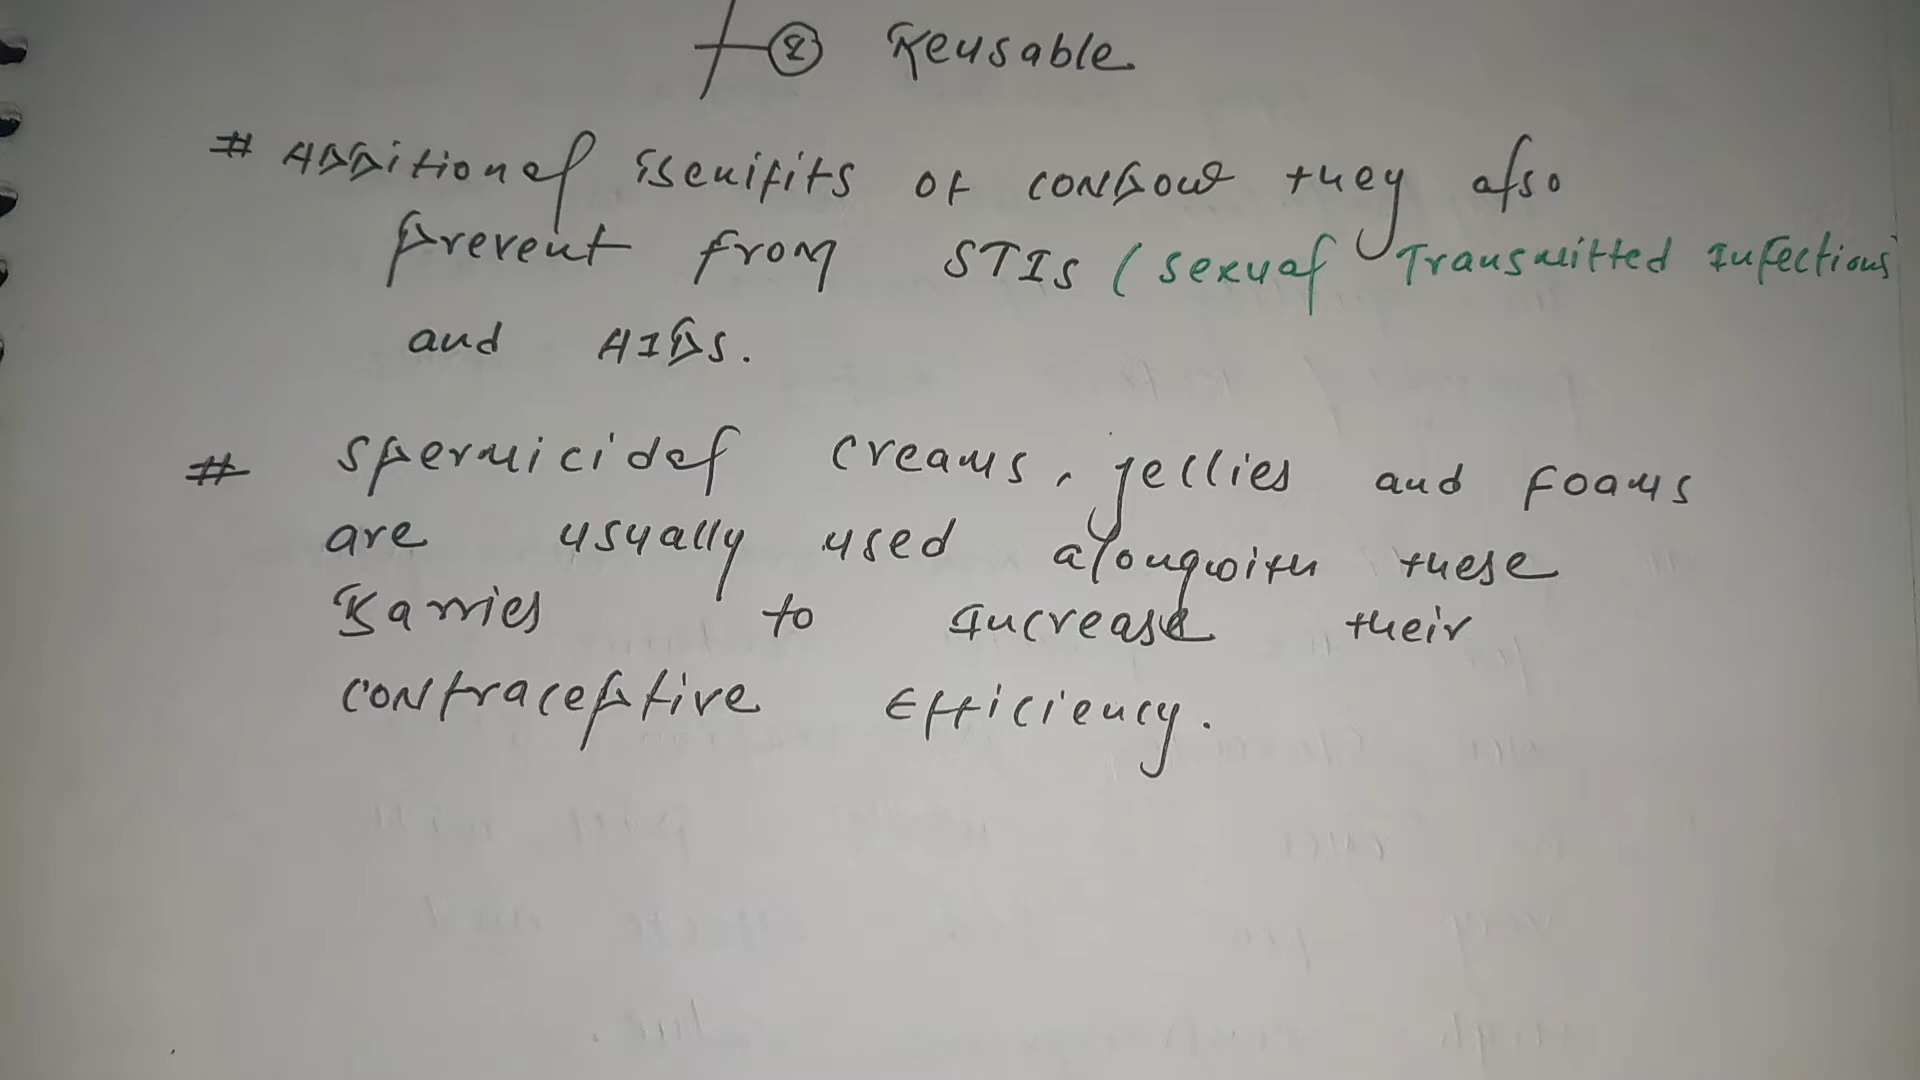 ② Reusable
# Additional Benifits of condom they also
prevent from STIs (sexual Transmitted Infections
and AIDs.
# spermicidal creams, jellies and foams
are usually used alongwith these
Barries to increase their
contraceptive Efficiency.